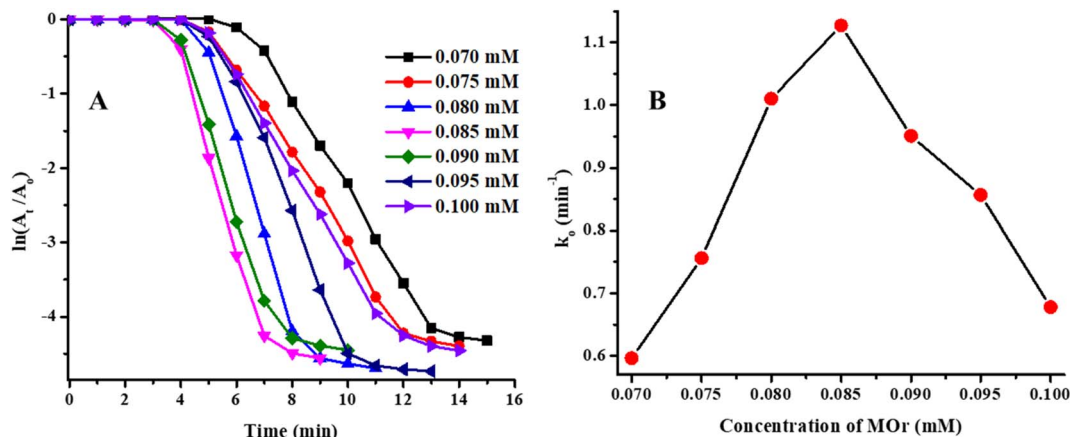 A
0
-1
-2
-3
-4
ln(Aₜ /Aₒ)
0.070 mM
0.075 mM
0.080 mM
0.085 mM
0.090 mM
0.095 mM
0.100 mM
0 2 4 6 8 10 12 14 16
Time (min)
B
1.1
1.0
0.9
0.8
0.7
0.6
kₒ (min⁻¹)
0.070 0.075 0.080 0.085 0.090 0.095 0.100
Concentration of MOr (mM)